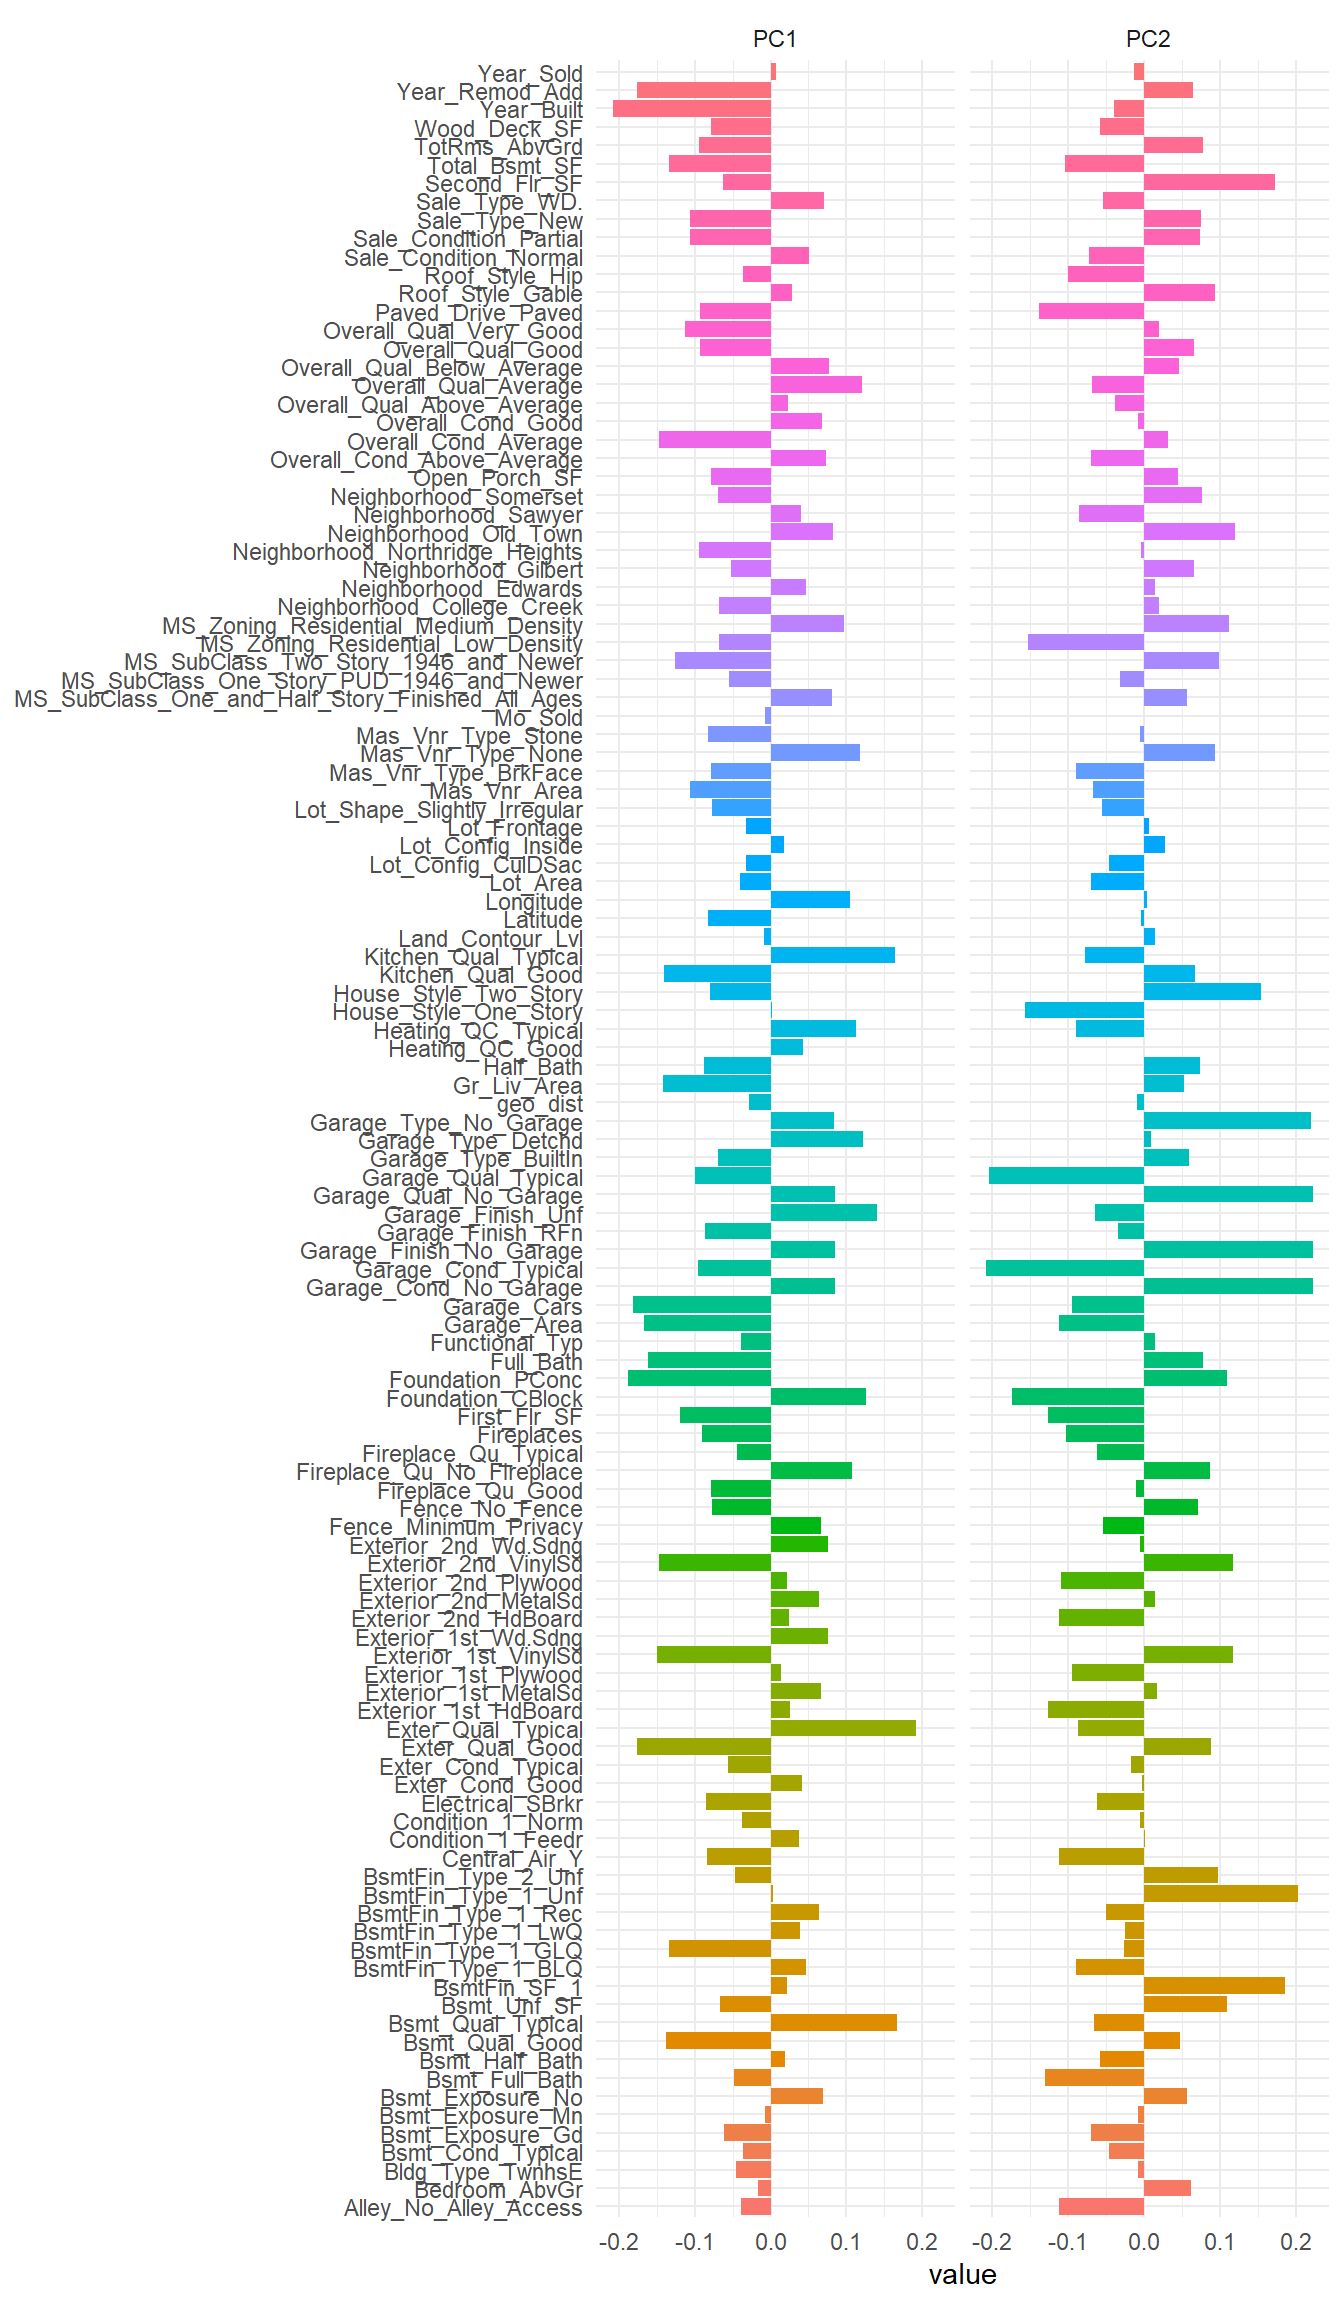 PC1 PC2
Year_Sold
Year_Remod_Add
Year_Built
Wood_Deck_SF
TotRms_AbvGrd
Total_Bsmt_SF
Second_Flr_SF
Sale_Type_WD.
Sale_Type_New
Sale_Condition_Partial
Sale_Condition_Normal
Roof_Style_Hip
Roof_Style_Gable
Paved_Drive_Paved
Overall_Qual_Very_Good
Overall_Qual_Good
Overall_Qual_Below_Average
Overall_Qual_Average
Overall_Qual_Above_Average
Overall_Cond_Good
Overall_Cond_Average
Overall_Cond_Above_Average
Open_Porch_SF
Neighborhood_Somerset
Neighborhood_Sawyer
Neighborhood_Old_Town
Neighborhood_Northridge_Heights
Neighborhood_Gilbert
Neighborhood_Edwards
Neighborhood_College_Creek
MS_Zoning_Residential_Medium_Density
MS_Zoning_Residential_Low_Density
MS_SubClass_Two_Story_1946_and_Newer
MS_SubClass_One_Story_PUD_1946_and_Newer
MS_SubClass_One_and_Half_Story_Finished_All_Ages
Mo_Sold
Mas_Vnr_Type_Stone
Mas_Vnr_Type_None
Mas_Vnr_Type_BrkFace
Mas_Vnr_Area
Lot_Shape_Slightly_Irregular
Lot_Frontage
Lot_Config_Inside
Lot_Config_CulDSac
Lot_Area
Longitude
Latitude
Land_Contour_Lvl
Kitchen_Qual_Typical
Kitchen_Qual_Good
House_Style_Two_Story
House_Style_One_Story
Heating_QC_Typical
Heating_QC_Good
Half_Bath
Gr_Liv_Area
geo_dist
Garage_Type_No_Garage
Garage_Type_Detchd
Garage_Type_BuiltIn
Garage_Qual_Typical
Garage_Qual_No_Garage
Garage_Finish_Unf
Garage_Finish_RFn
Garage_Finish_No_Garage
Garage_Cond_Typical
Garage_Cond_No_Garage
Garage_Cars
Garage_Area
Functional_Typ
Full_Bath
Foundation_PConc
Foundation_CBlock
First_Flr_SF
Fireplaces
Fireplace_Qu_Typical
Fireplace_Qu_No_Fireplace
Fireplace_Qu_Good
Fence_No_Fence
Fence_Minimum_Privacy
Exterior_2nd_Wd.Sdng
Exterior_2nd_VinylSd
Exterior_2nd_Plywood
Exterior_2nd_MetalSd
Exterior_2nd_HdBoard
Exterior_1st_Wd.Sdng
Exterior_1st_VinylSd
Exterior_1st_Plywood
Exterior_1st_MetalSd
Exterior_1st_HdBoard
Exter_Qual_Typical
Exter_Qual_Good
Exter_Cond_Typical
Exter_Cond_Good
Electrical_SBrkr
Condition_1_Norm
Condition_1_Feedr
Central_Air_Y
BsmtFin_Type_2_Unf
BsmtFin_Type_1_Unf
BsmtFin_Type_1_Rec
BsmtFin_Type_1_LwQ
BsmtFin_Type_1_GLQ
BsmtFin_Type_1_BLQ
BsmtFin_SF_1
Bsmt_Unf_SF
Bsmt_Qual_Typical
Bsmt_Qual_Good
Bsmt_Half_Bath
Bsmt_Full_Bath
Bsmt_Exposure_No
Bsmt_Exposure_Mn
Bsmt_Exposure_Gd
Bsmt_Cond_Typical
Bldg_Type_TwnhsE
Bedroom_AbvGr
Alley_No_Alley_Access
-0.2 -0.1 0.0 0.1 0.2 -0.2 -0.1 0.0 0.1 0.2
value